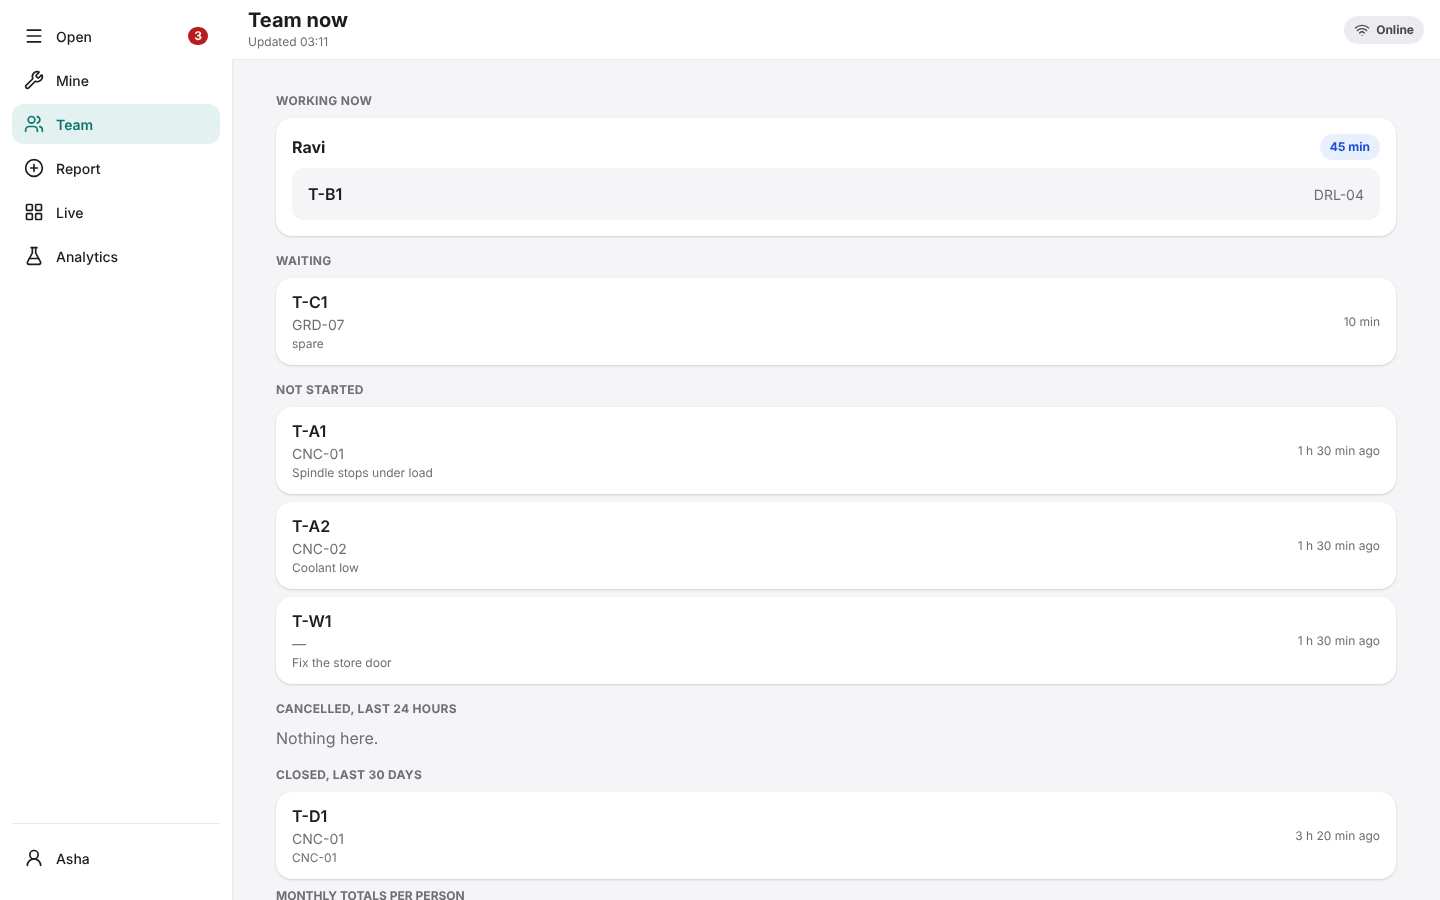 Open
3
Mine
Team
Report
Live
Analytics
Asha
Team now
Updated 03:11
Online
WORKING NOW
Ravi
45 min
T-B1
DRL-04
WAITING
T-C1
GRD-07
spare
10 min
NOT STARTED
T-A1
CNC-01
Spindle stops under load
1 h 30 min ago
T-A2
CNC-02
Coolant low
1 h 30 min ago
T-W1
—
Fix the store door
1 h 30 min ago
CANCELLED, LAST 24 HOURS
Nothing here.
CLOSED, LAST 30 DAYS
T-D1
CNC-01
CNC-01
3 h 20 min ago
MONTHLY TOTALS PER PERSON